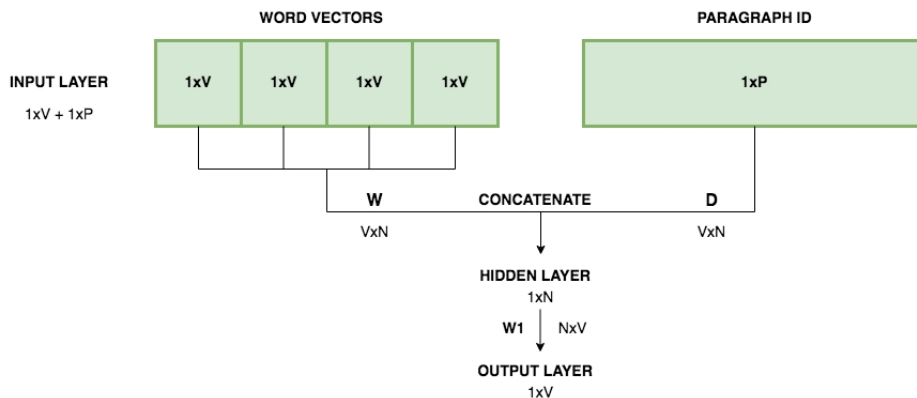 WORD VECTORS
PARAGRAPH ID
INPUT LAYER
1xV + 1xP
1xV
1xV
1xV
1xV
1xP
W
CONCATENATE
D
VxN
VxN
HIDDEN LAYER
1xN
W1
NxV
OUTPUT LAYER
1xV